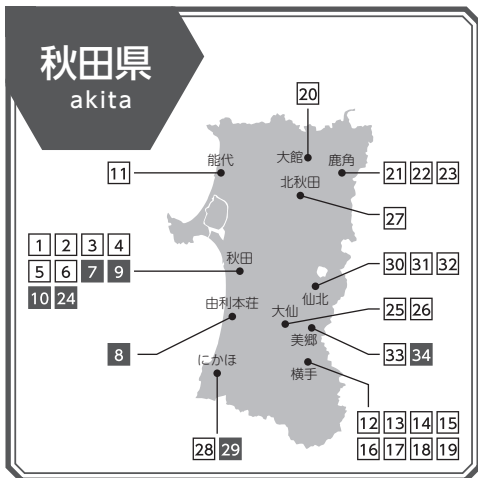 秋田県
akita
20
能代
大館
鹿角
11
21 22 23
北秋田
27
1 2 3 4
5 6 7 9
10 24
秋田
30 31 32
仙北
由利本荘
大仙
25 26
美郷
8
33 34
にかほ
横手
12 13 14 15
16 17 18 19
28 29